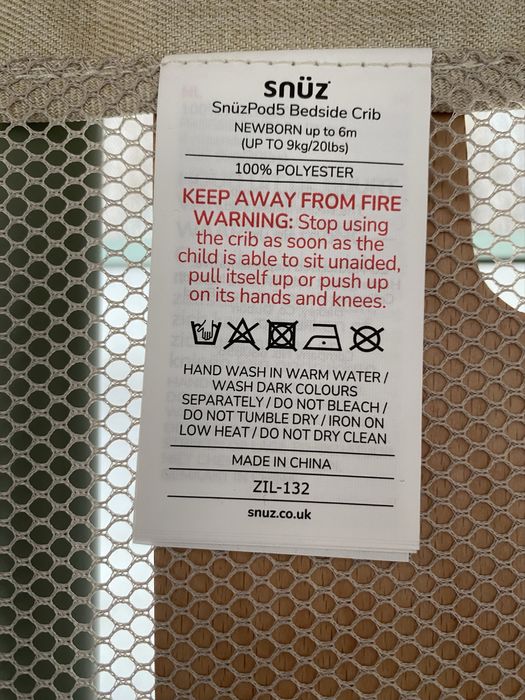 snüz
SnüzPod5 Bedside Crib
NEWBORN up to 6m
(UP TO 9kg/20lbs)
100% POLYESTER
KEEP AWAY FROM FIRE
WARNING: Stop using
the crib as soon as the
child is able to sit unaided,
pull itself up or push up
on its hands and knees.
HAND WASH IN WARM WATER /
WASH DARK COLOURS
SEPARATELY / DO NOT BLEACH /
DO NOT TUMBLE DRY / IRON ON
LOW HEAT / DO NOT DRY CLEAN
MADE IN CHINA
ZIL-132
snuz.co.uk